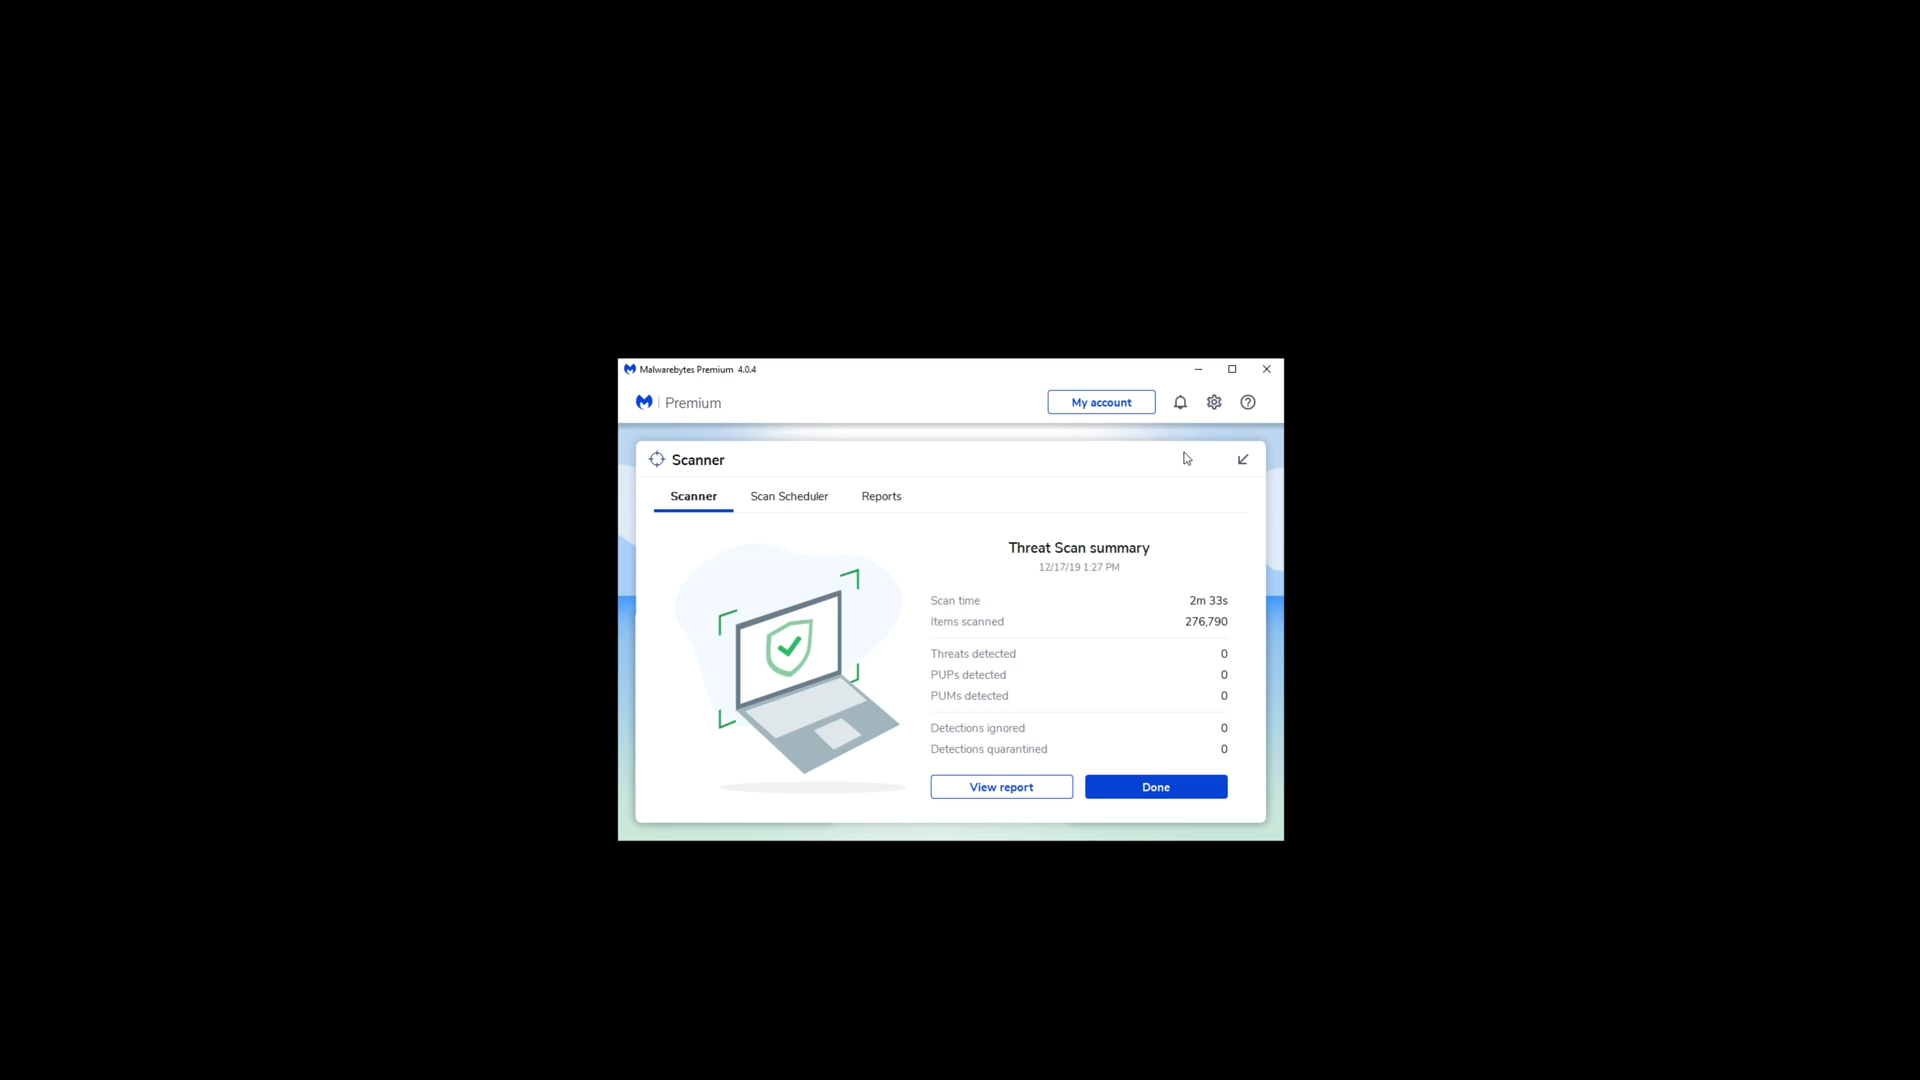 Malwarebytes Premium 4.0.4
Premium
My account
Scanner
Scanner Scan Scheduler Reports
Threat Scan summary
12/17/19 1:27 PM
Scan time 2m 33s
Items scanned 276,790
Threats detected 0
PUPs detected 0
PUMs detected 0
Detections ignored 0
Detections quarantined 0
View report Done